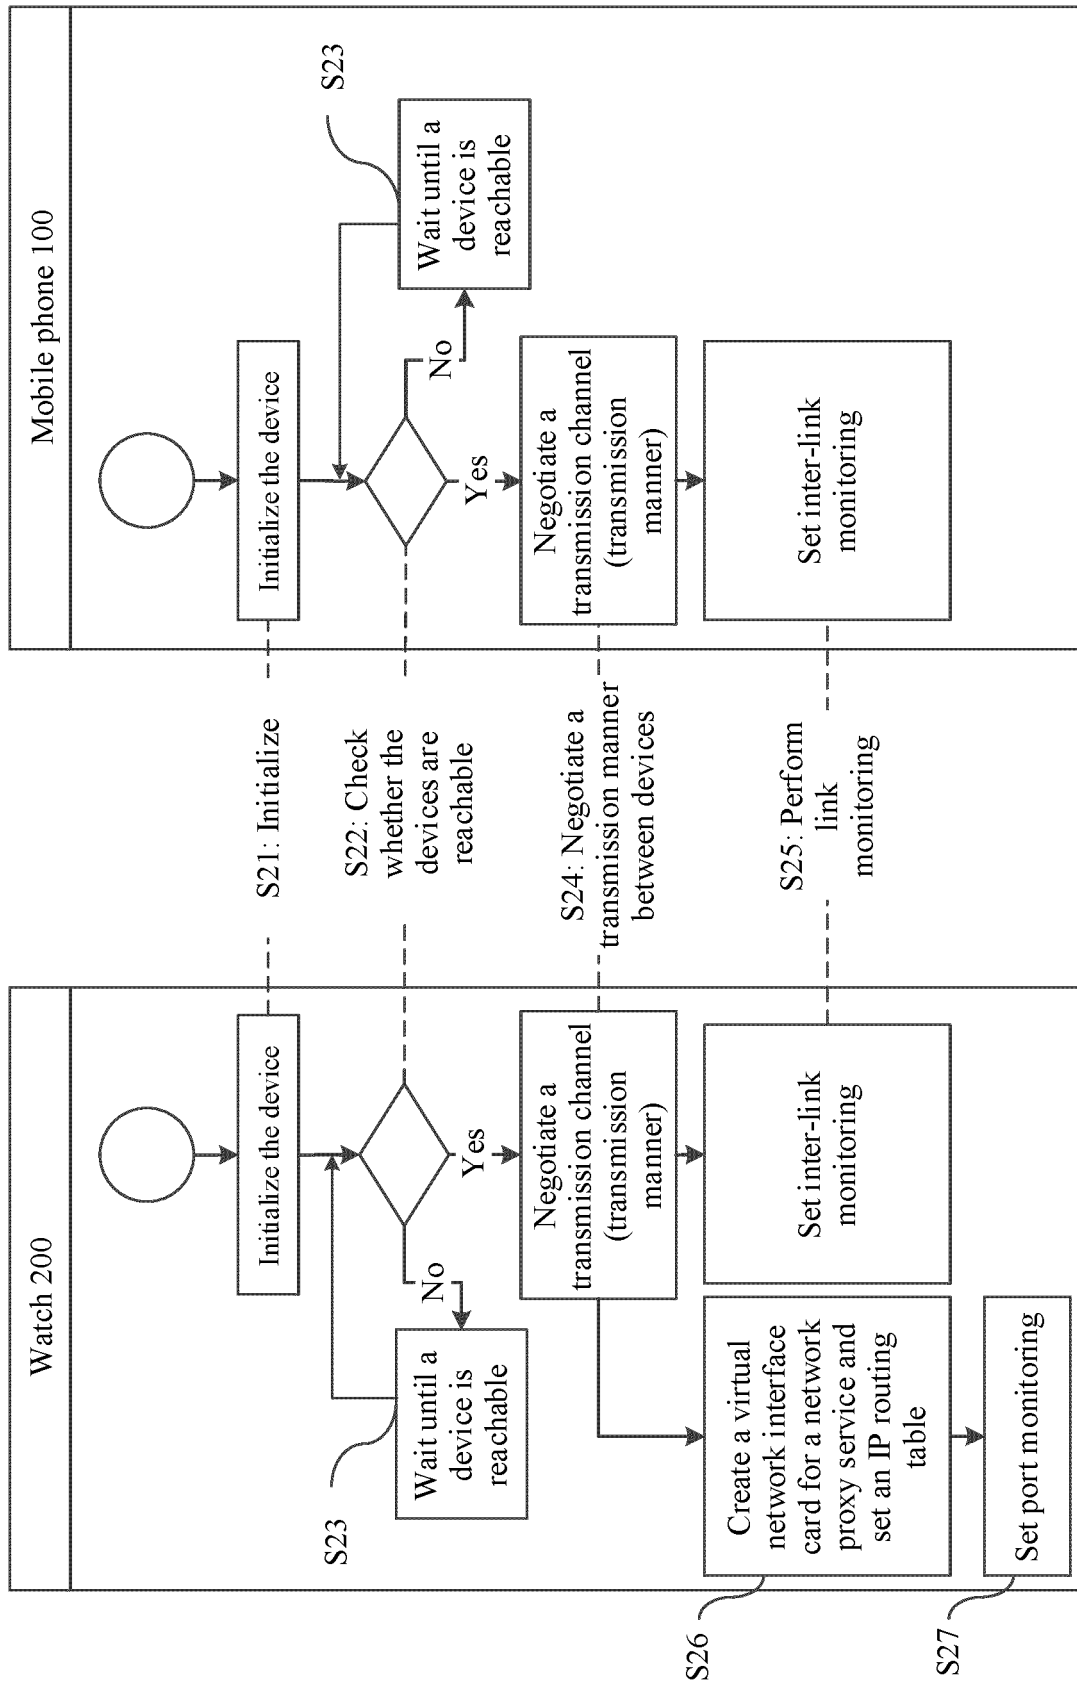 Watch 200
Mobile phone 100
Initialize the device
S21: Initialize
Initialize the device
S23
Wait until a
device is
reachable
No
Yes
S22: Check
whether the
devices are
reachable
No
Yes
S23
Wait until a
device is
reachable
Negotiate a
transmission channel
(transmission
manner)
S24: Negotiate a
transmission manner
between devices
Negotiate a
transmission channel
(transmission
manner)
S26
Create a virtual
network interface
card for a network
proxy service and
set an IP routing
table
Set inter-link
monitoring
S25: Perform
link
monitoring
Set inter-link
monitoring
S27
Set port monitoring